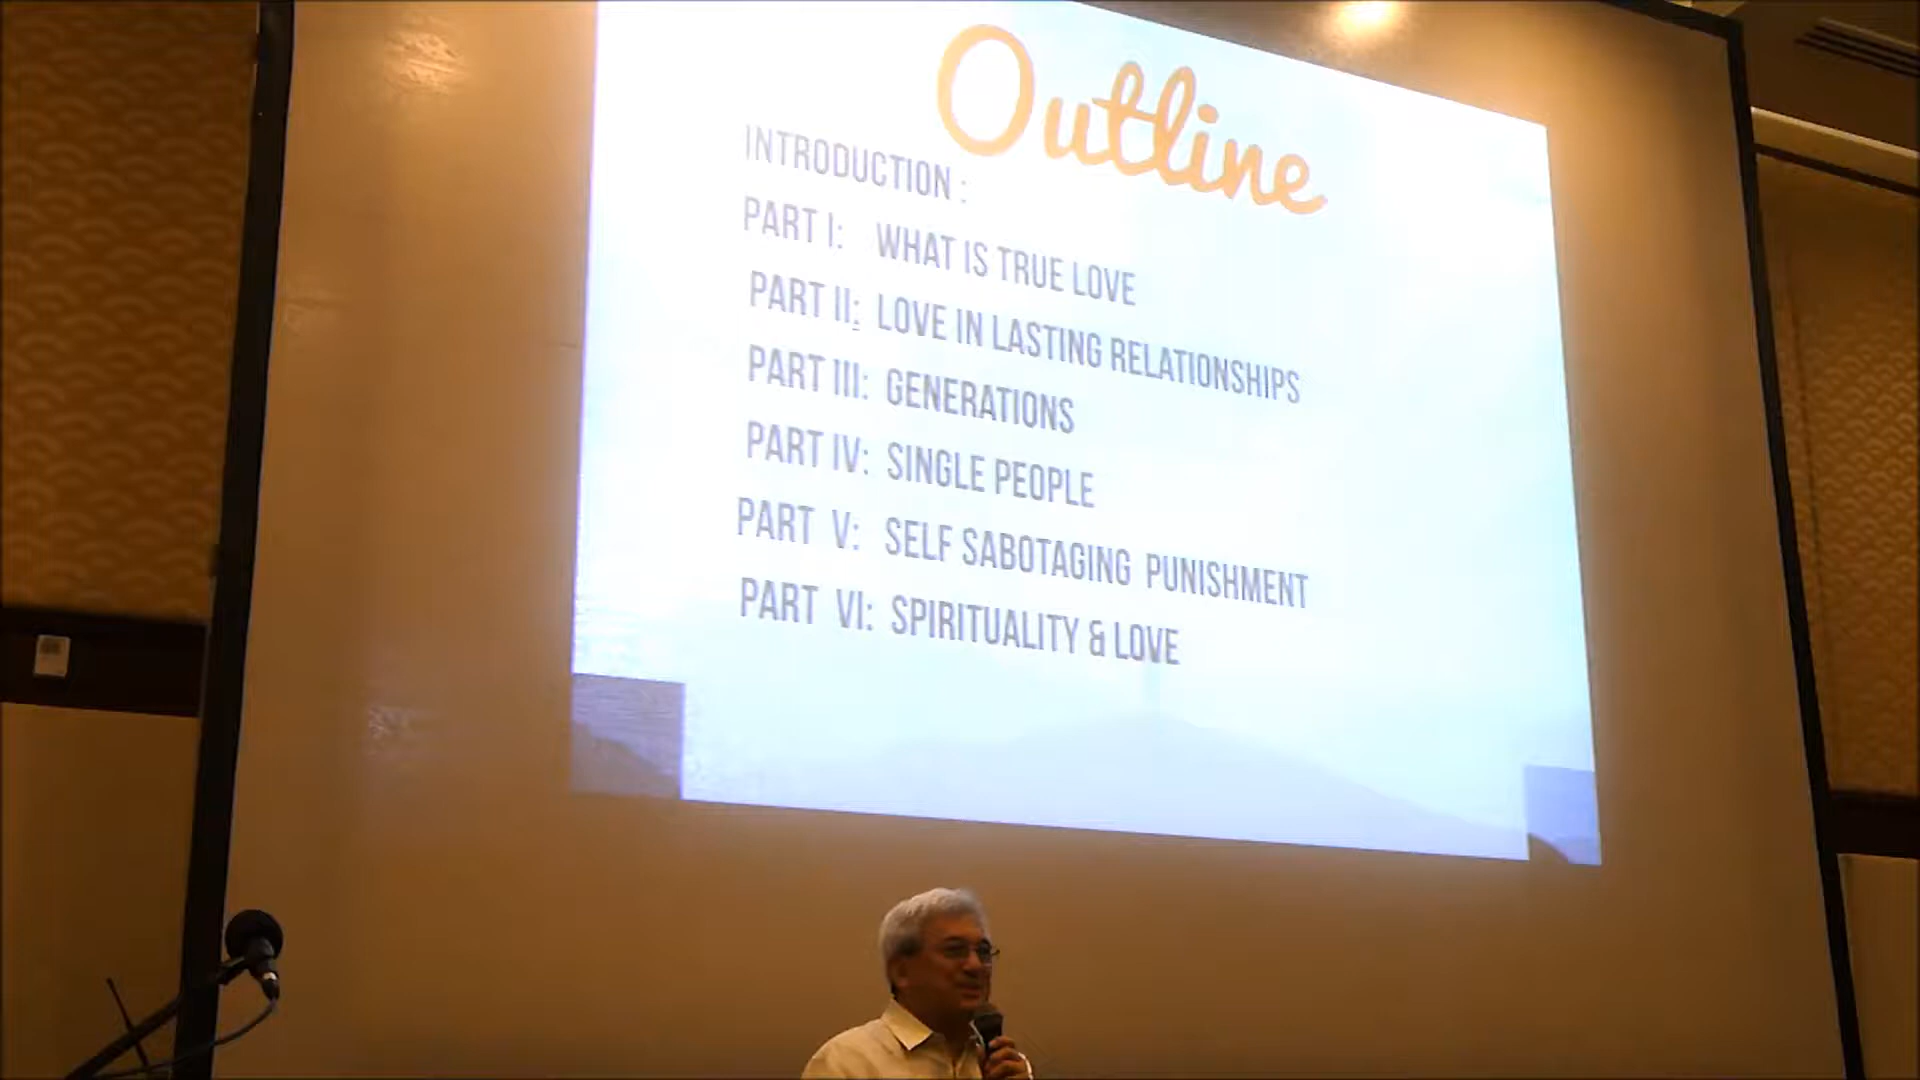 Outline
INTRODUCTION :
PART I: WHAT IS TRUE LOVE
PART II: LOVE IN LASTING RELATIONSHIPS
PART III: GENERATIONS
PART IV: SINGLE PEOPLE
PART V: SELF SABOTAGING PUNISHMENT
PART VI: SPIRITUALITY & LOVE